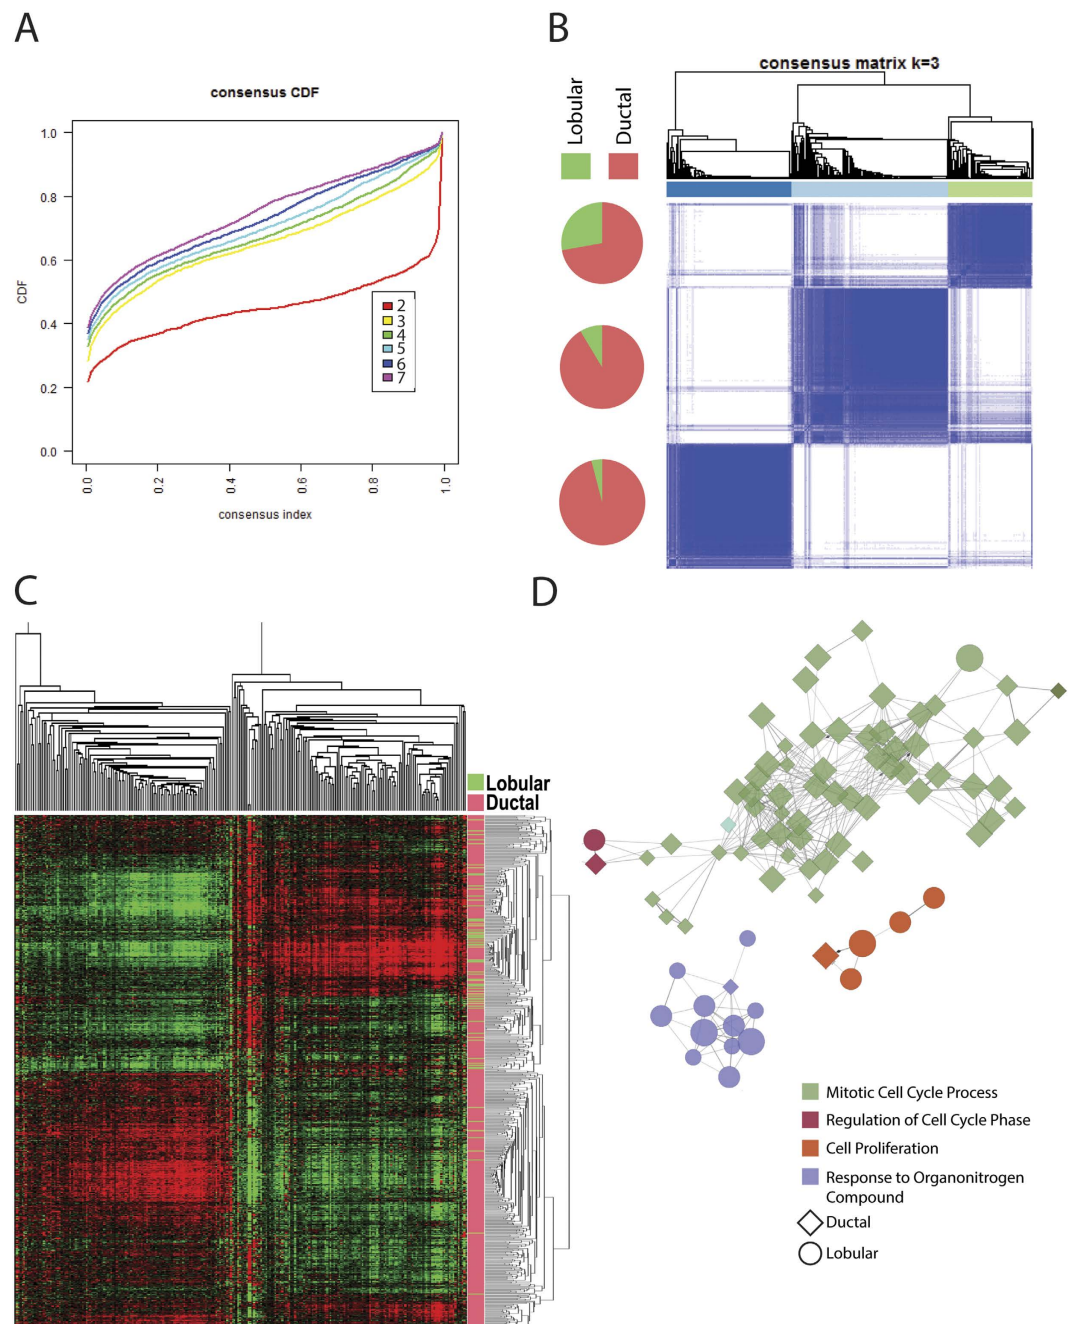 A
consensus CDF
CDF
1.0
0.8
0.6
0.4
0.2
0.0
0.0
0.2
0.4
0.6
0.8
1.0
consensus index
2
3
4
5
6
7
B
consensus matrix k=3
Lobular
Ductal
C
Lobular
Ductal
D
Mitotic Cell Cycle Process
Regulation of Cell Cycle Phase
Cell Proliferation
Response to Organonitrogen
Compound
Ductal
Lobular